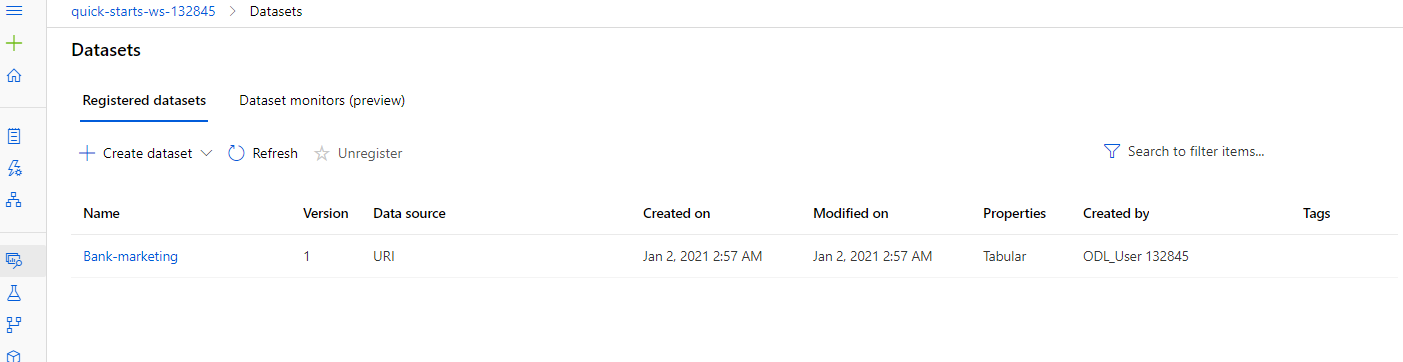 quick-starts-ws-132845 > Datasets
Datasets
Registered datasets Dataset monitors (preview)
Create dataset Refresh Unregister Search to filter items...
Name Version Data source Created on Modified on Properties Created by Tags
Bank-marketing 1 URI Jan 2, 2021 2:57 AM Jan 2, 2021 2:57 AM Tabular ODL_User 132845